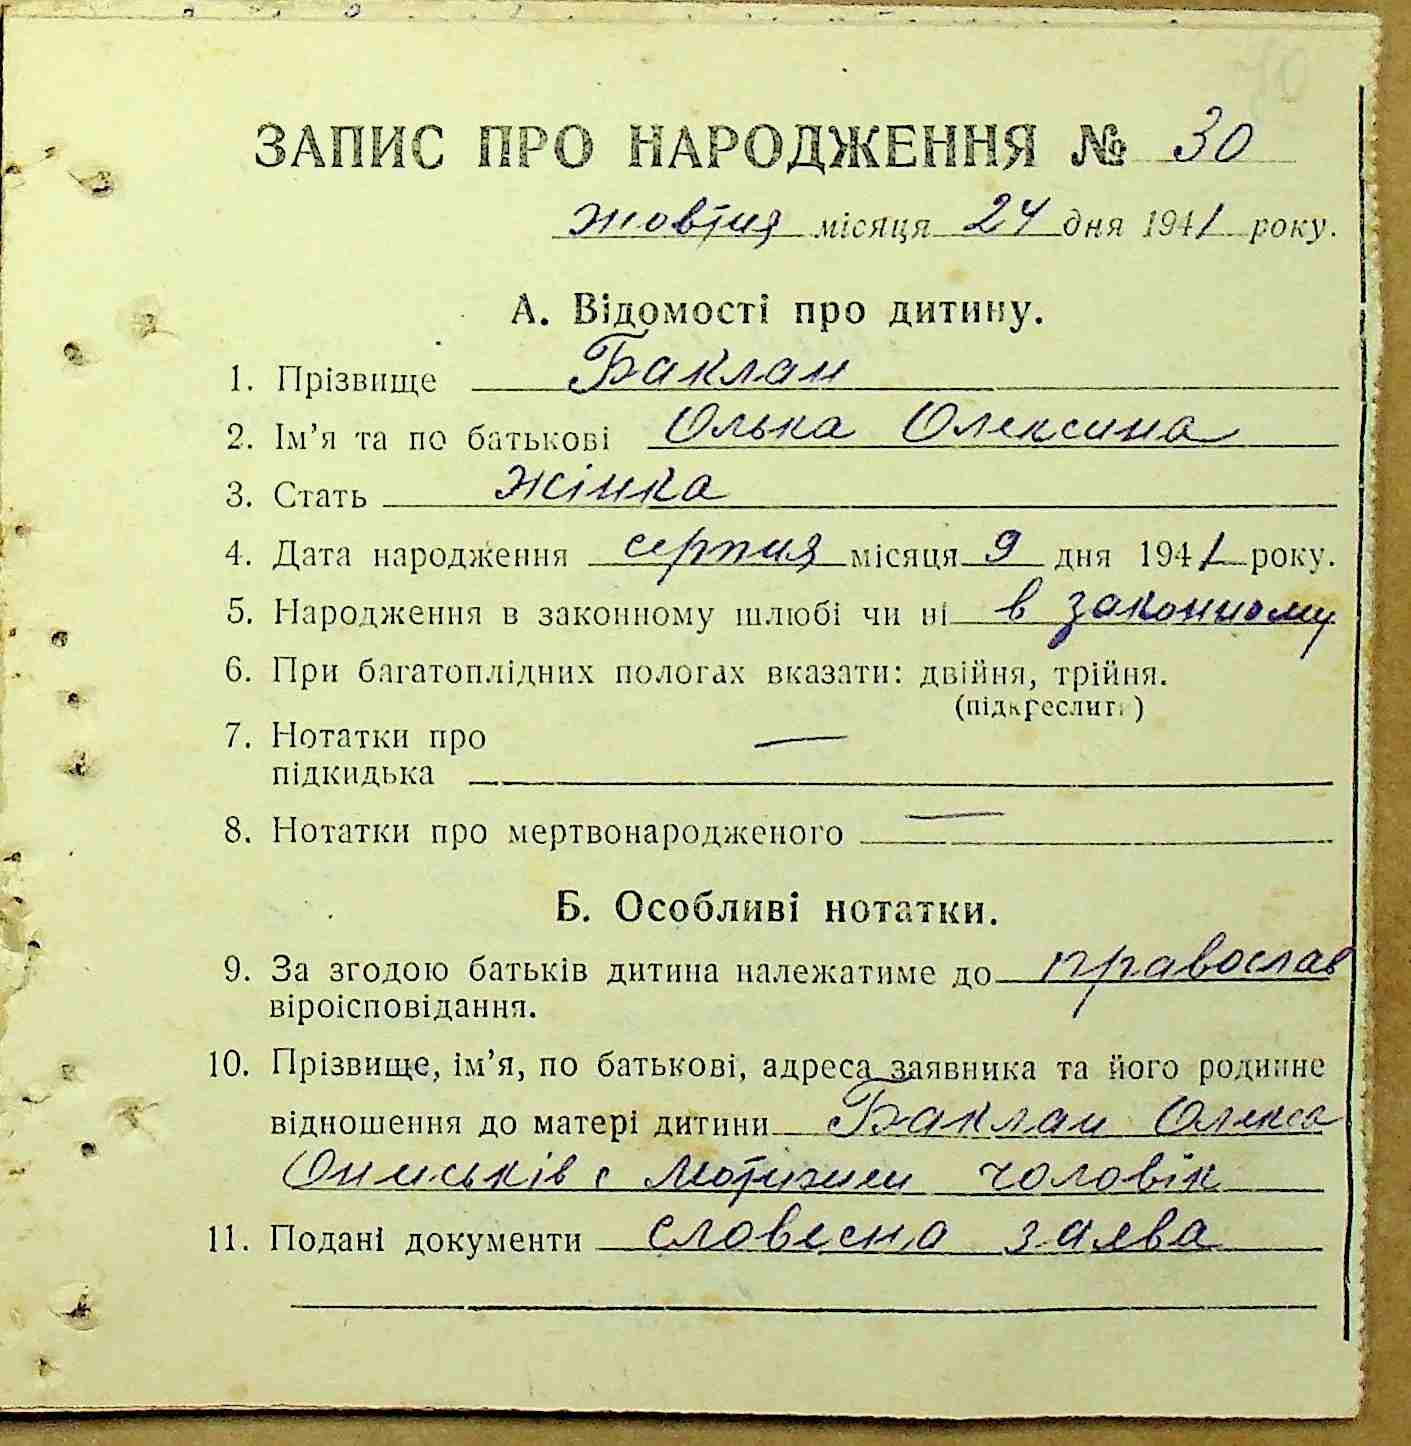 ЗАПИС ПРО НАРОДЖЕННЯ № 30
жовтня місяця 24 дня 1941 року.
А. Відомості про дитину.
1. Прізвище Баклан
2. Ім'я та по батькові Олька Олексина
3. Стать жінка
4. Дата народження серпня місяця 9 дня 1941 року.
5. Народження в законному шлюбі чи ні в законному
6. При багатоплідних пологах вказати: двійня, трійня.
(підкреслити)
7. Нотатки про —
підкидька
8. Нотатки про мертвонародженого —
Б. Особливі нотатки.
9. За згодою батьків дитина належатиме до православ
віроісповідання.
10. Прізвище, ім'я, по батькові, адреса заявника та його родинне
відношення до матері дитини Баклан Олекса
с Мотижин чоловік
11. Подані документи словесна заява